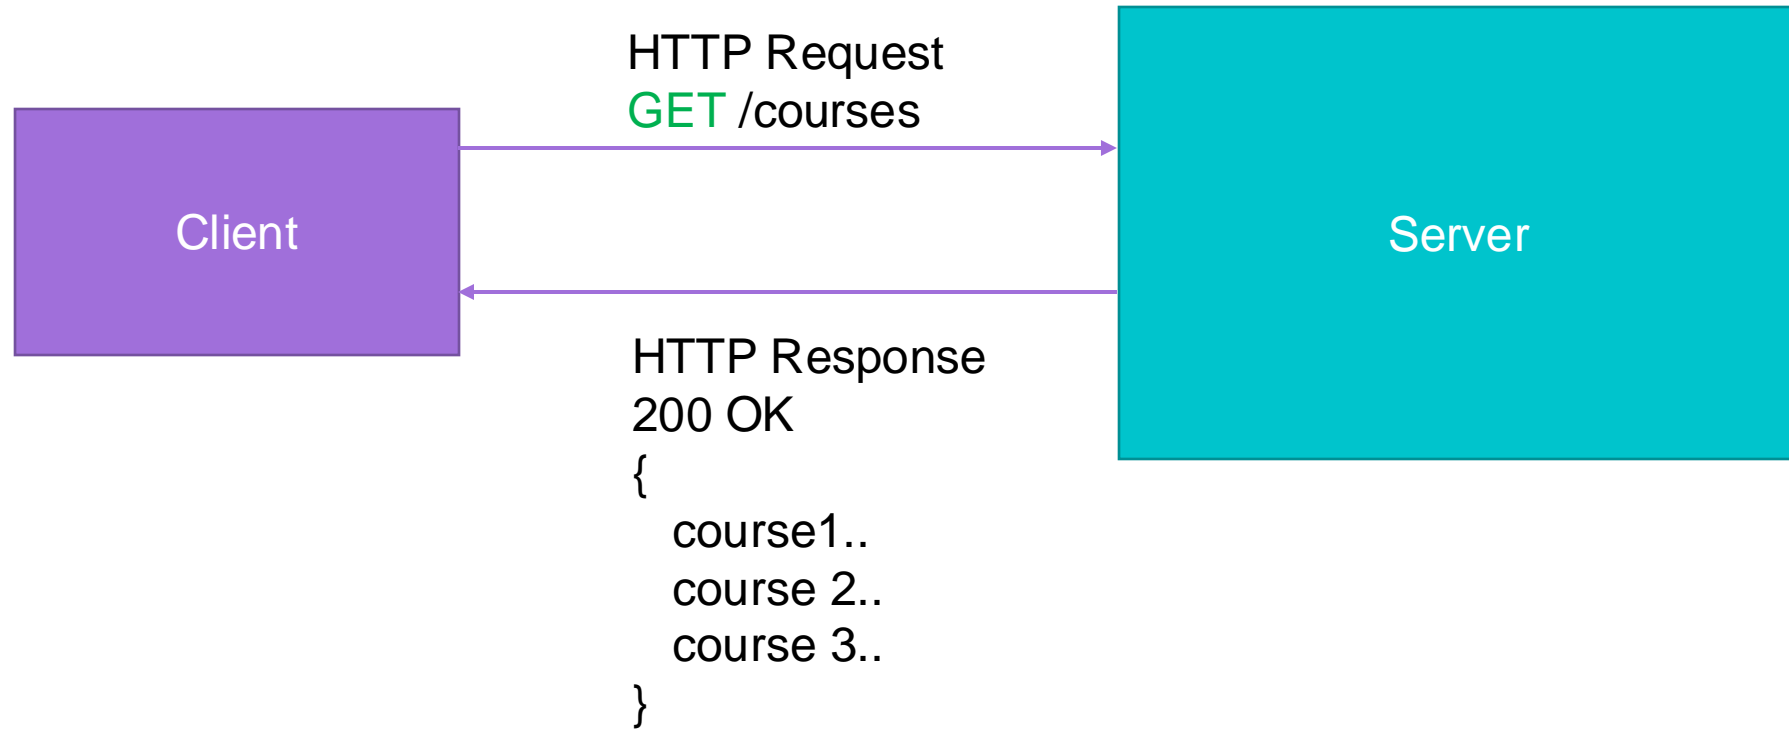 HTTP Request
GET /courses
Client
Server
HTTP Response
200 OK
{
course1..
course 2..
course 3..
}